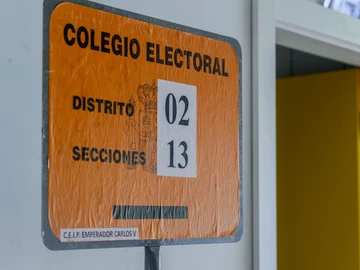 COLEGIO ELECTORAL
DISTRITO 02
SECCIONES 13
C.E.I.P. EMPERADOR CARLOS V